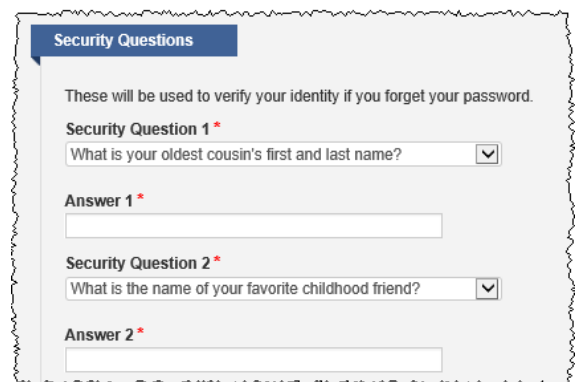 Security Questions
These will be used to verify your identity if you forget your password.
Security Question 1 *
What is your oldest cousin's first and last name?
Answer 1 *
Security Question 2 *
What is the name of your favorite childhood friend?
Answer 2 *